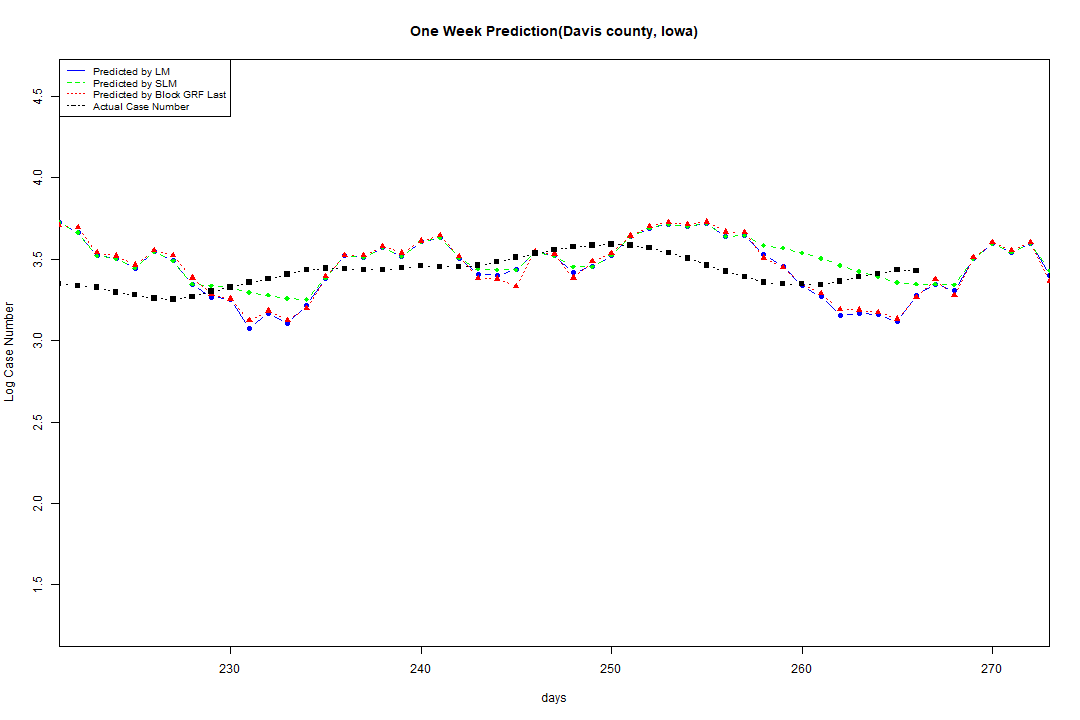 One Week Prediction(Davis county, Iowa)
Predicted by LM
Predicted by SLM
Predicted by Block GRF Last
Actual Case Number
4.5
4.0
3.5
3.0
2.5
2.0
1.5
Log Case Number
230 240 250 260 270
days